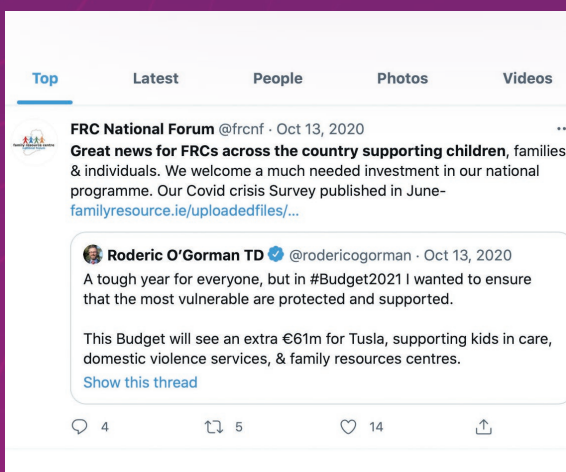 Top Latest People Photos Videos
family resource centre
FRC National Forum @frcnf · Oct 13, 2020
Great news for FRCs across the country supporting children, families
& individuals. We welcome a much needed investment in our national
programme. Our Covid crisis Survey published in June-
familyresource.ie/uploadedfiles/...
Roderic O'Gorman TD @rodericogorman · Oct 13, 2020
A tough year for everyone, but in #Budget2021 I wanted to ensure
that the most vulnerable are protected and supported.
This Budget will see an extra €61m for Tusla, supporting kids in care,
domestic violence services, & family resources centres.
Show this thread
4 5 14